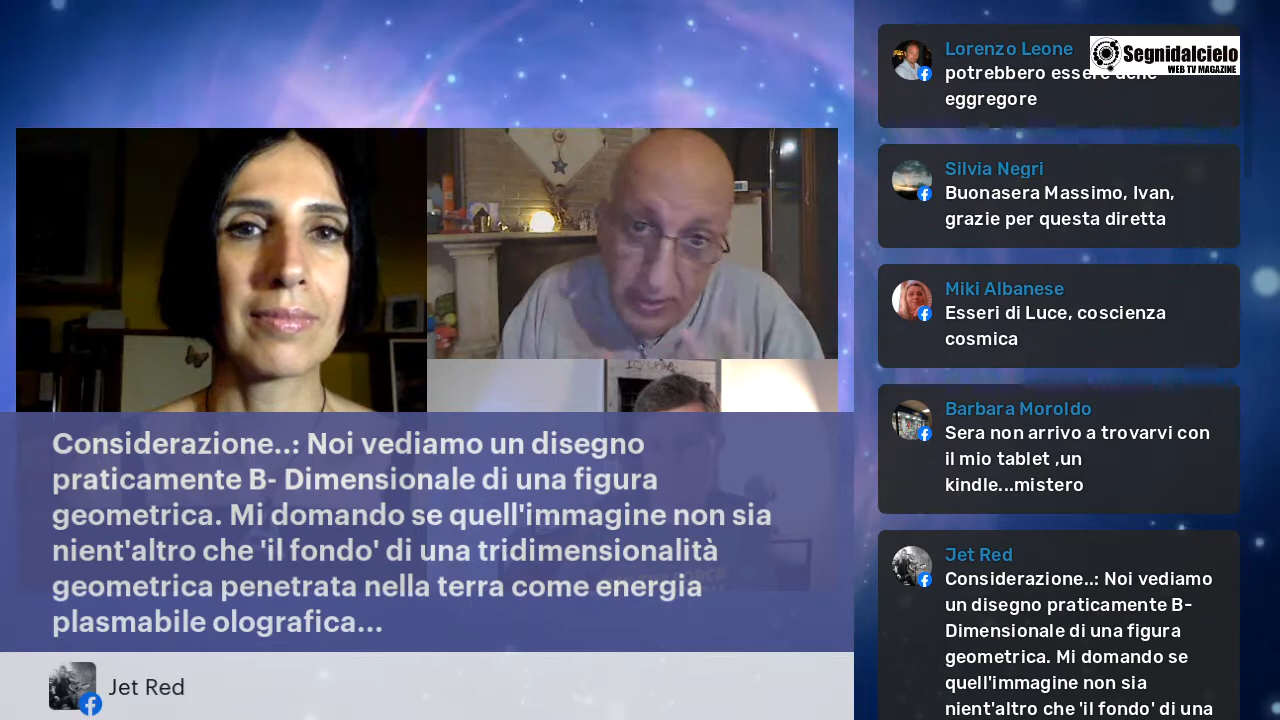 Considerazione..: Noi vediamo un disegno
praticamente B- Dimensionale di una figura
geometrica. Mi domando se quell'immagine non sia
nient'altro che 'il fondo' di una tridimensionalità
geometrica penetrata nella terra come energia
plasmabile olografica...
Jet Red
Lorenzo Leone
potrebbero essere delle
eggregore
Segnidalcielo
WEB TV MAGAZINE
Silvia Negri
Buonasera Massimo, Ivan,
grazie per questa diretta
Miki Albanese
Esseri di Luce, coscienza
cosmica
Barbara Moroldo
Sera non arrivo a trovarvi con
il mio tablet ,un
kindle...mistero
Jet Red
Considerazione..: Noi vediamo
un disegno praticamente B-
Dimensionale di una figura
geometrica. Mi domando se
quell'immagine non sia
nient'altro che 'il fondo' di una